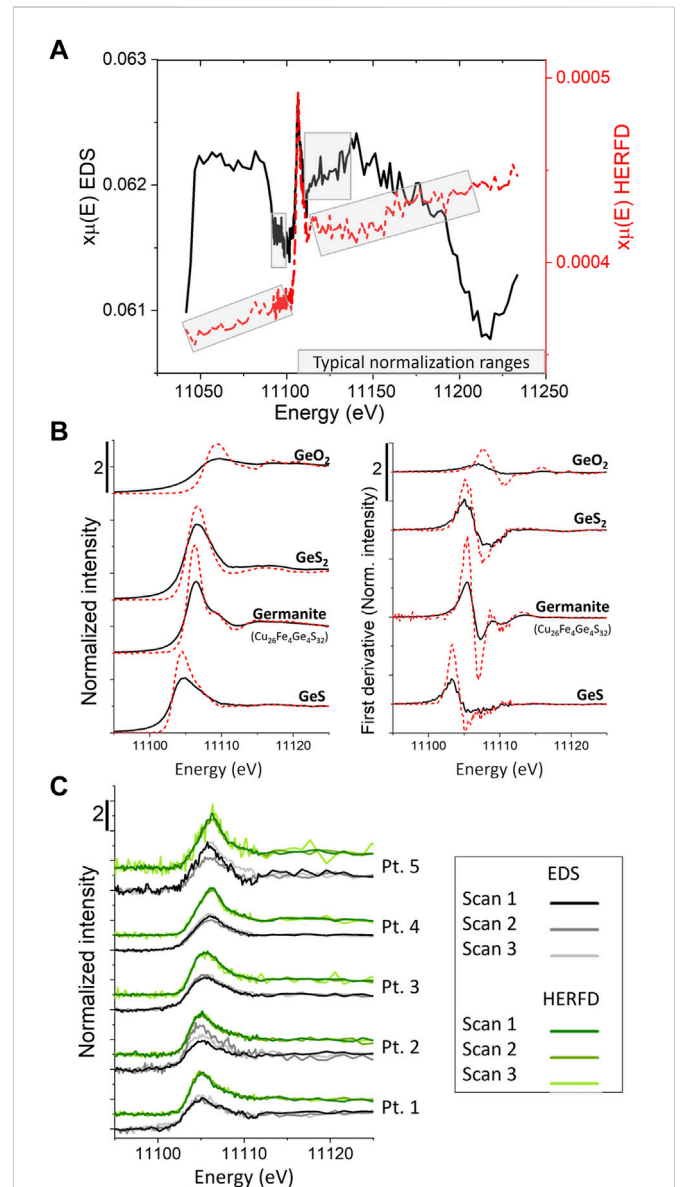 A
0.063
0.062
0.061
xμ(E) EDS
0.0005
0.0004
xμ(E) HERFD
Typical normalization ranges
11050 11100 11150 11200 11250
Energy (eV)
B
2
GeO2
GeS2
Germanite
(Cu26Fe4Ge4S32)
GeS
Normalized intensity
11100 11110 11120
Energy (eV)
2
GeO2
GeS2
Germanite
(Cu26Fe4Ge4S32)
GeS
First derivative (Norm. intensity)
11100 11110 11120
Energy (eV)
C
2
Pt. 5
Pt. 4
Pt. 3
Pt. 2
Pt. 1
Normalized intensity
11100 11110 11120
Energy (eV)
EDS
Scan 1
Scan 2
Scan 3
HERFD
Scan 1
Scan 2
Scan 3